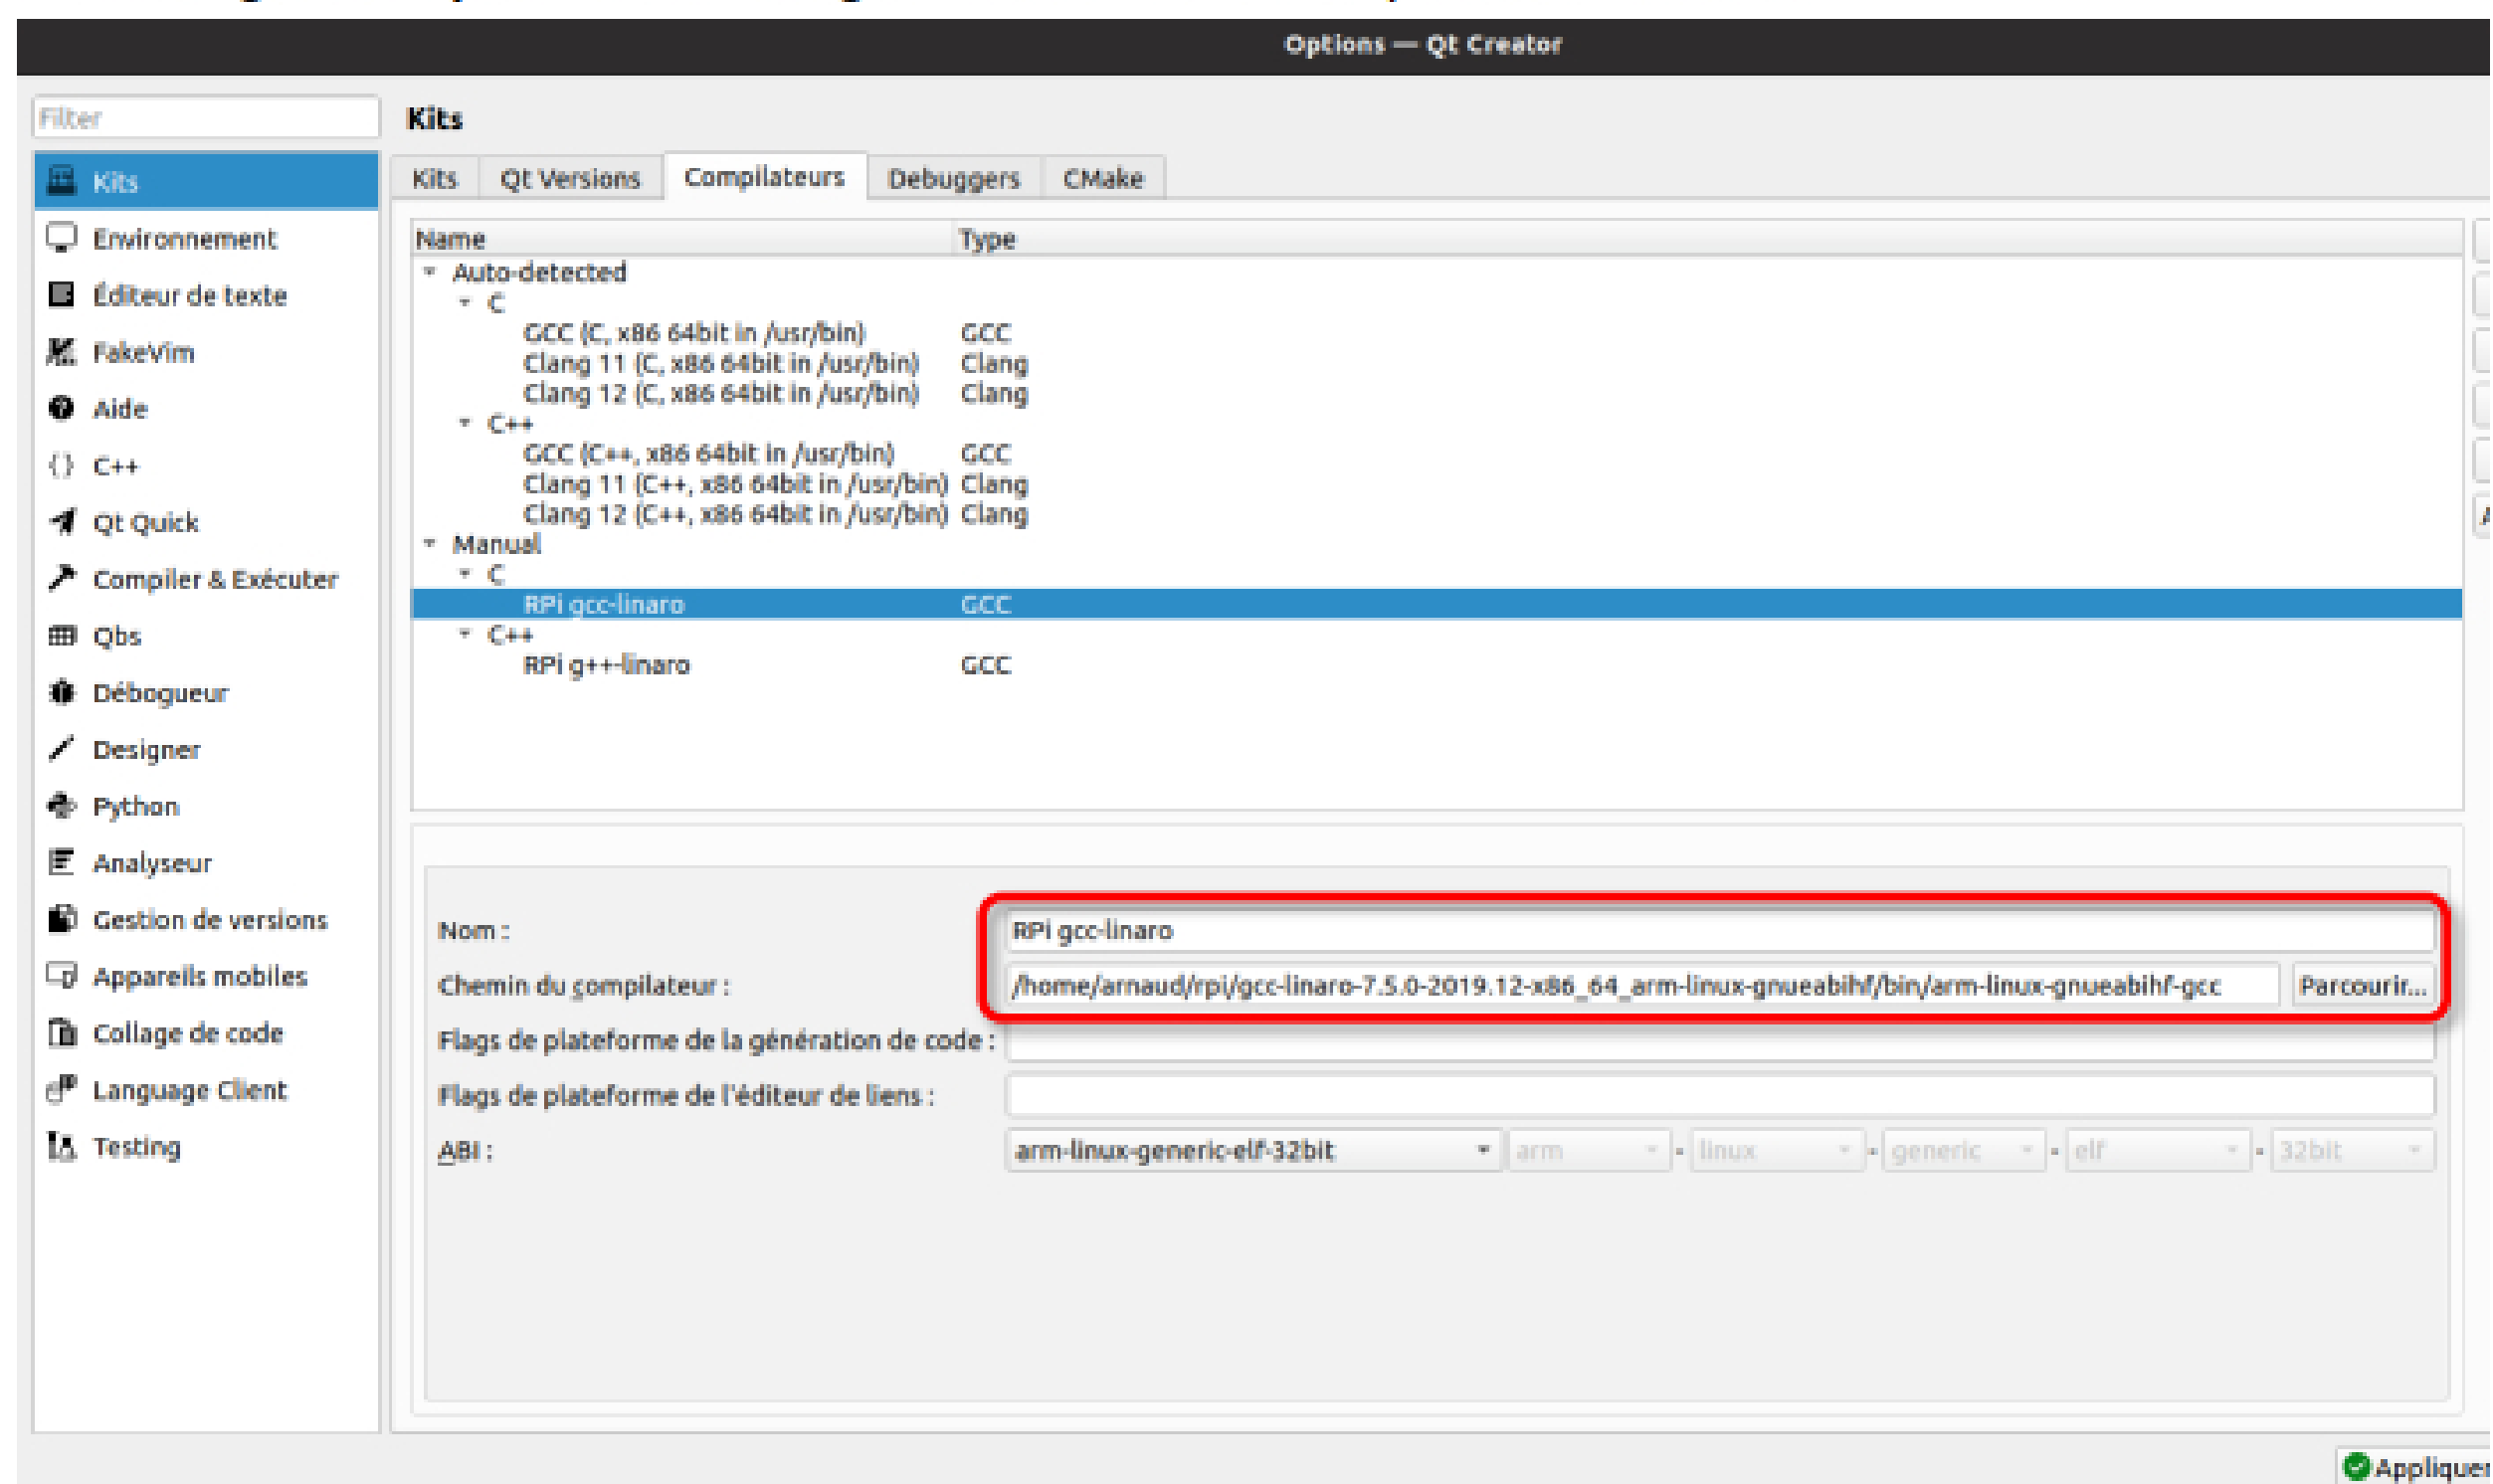 Options — Qt Creator
Filter
Kits
Environnement
Éditeur de texte
FakeVim
Aide
{} C++
Qt Quick
Compiler & Exécuter
Qbs
Débogueur
Designer
Python
Analyseur
Gestion de versions
Appareils mobiles
Collage de code
Language Client
Testing
Kits
Kits Qt Versions Compilateurs Debuggers CMake
Name Type
Auto-detected
C
GCC (C, x86 64bit in /usr/bin) GCC
Clang 11 (C, x86 64bit in /usr/bin) Clang
Clang 12 (C, x86 64bit in /usr/bin) Clang
C++
GCC (C++, x86 64bit in /usr/bin) GCC
Clang 11 (C++, x86 64bit in /usr/bin) Clang
Clang 12 (C++, x86 64bit in /usr/bin) Clang
Manual
C
RPi gcc-linaro GCC
C++
RPi g++-linaro GCC
Nom : RPi gcc-linaro
Chemin du compilateur : /home/arnaud/rpi/gcc-linaro-7.5.0-2019.12-x86_64_arm-linux-gnueabihf/bin/arm-linux-gnueabihf-gcc Parcourir...
Flags de plateforme de la génération de code :
Flags de plateforme de l'éditeur de liens :
ABI : arm-linux-generic-elf-32bit arm - linux - generic - elf - 32bit
Appliquer